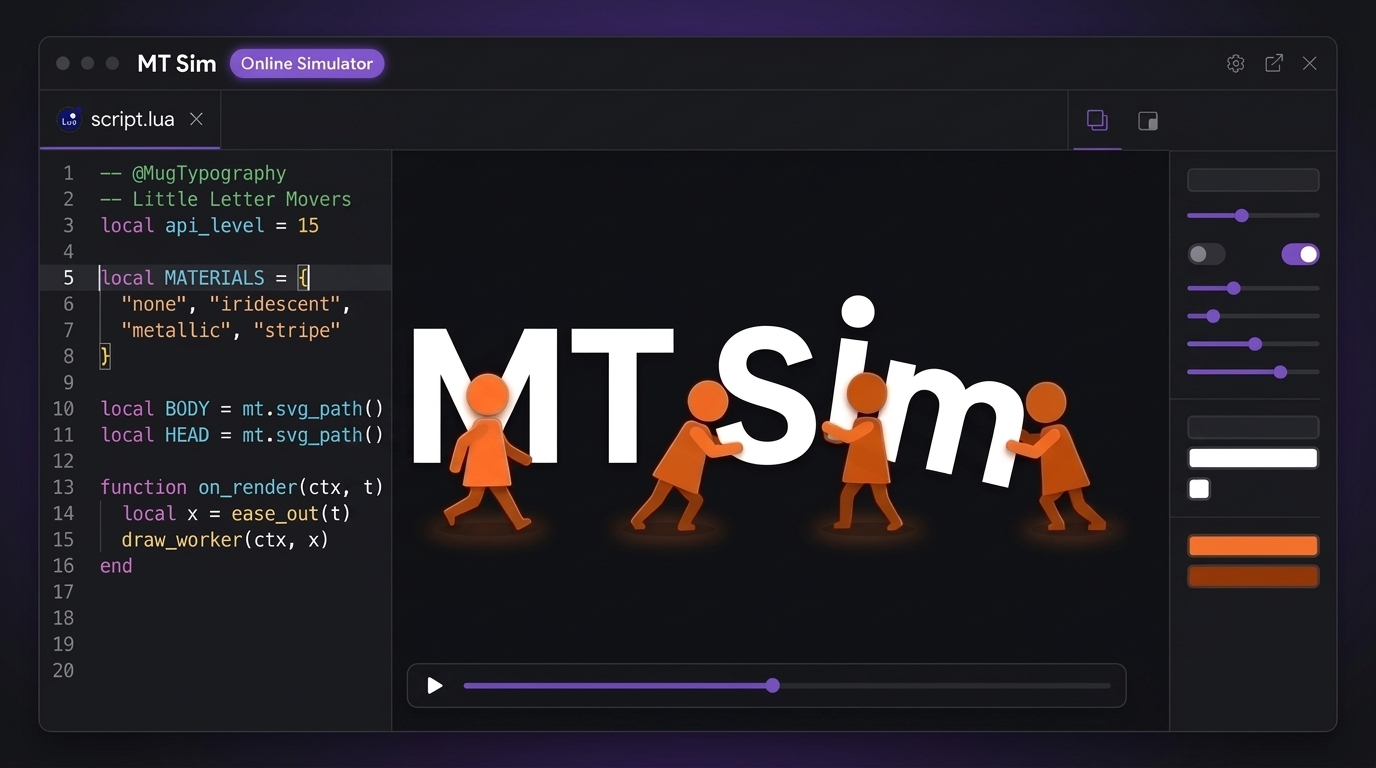 MT Sim Online Simulator
Lua script.lua
1 -- @MugTypography
2 -- Little Letter Movers
3 local api_level = 15
4
5 local MATERIALS = {
6 "none", "iridescent",
7 "metallic", "stripe"
8 }
9
10 local BODY = mt.svg_path()
11 local HEAD = mt.svg_path()
12
13 function on_render(ctx, t)
14 local x = ease_out(t)
15 draw_worker(ctx, x)
16 end
17
18
19
20
MT Sim